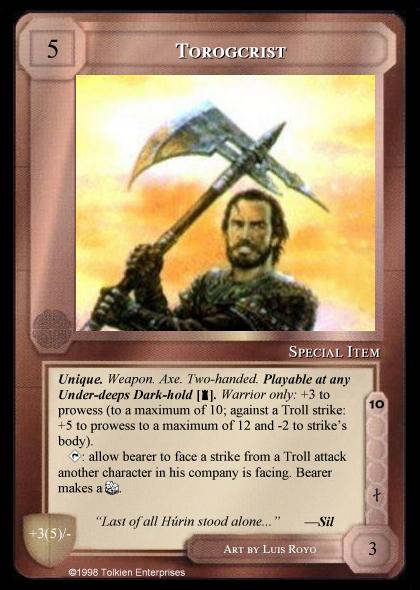 5
TOROGCRIST
SPECIAL ITEM
Unique. Weapon. Axe. Two-handed. Playable at any
Under-deeps Dark-hold []. Warrior only: +3 to
prowess (to a maximum of 10; against a Troll strike:
+5 to prowess to a maximum of 12 and -2 to strike's
body).
: allow bearer to face a strike from a Troll attack
another character in his company is facing. Bearer
makes a .
10
"Last of all Húrin stood alone..." —Sil
+3(5)/-
ART BY LUIS ROYO
3
©1998 Tolkien Enterprises